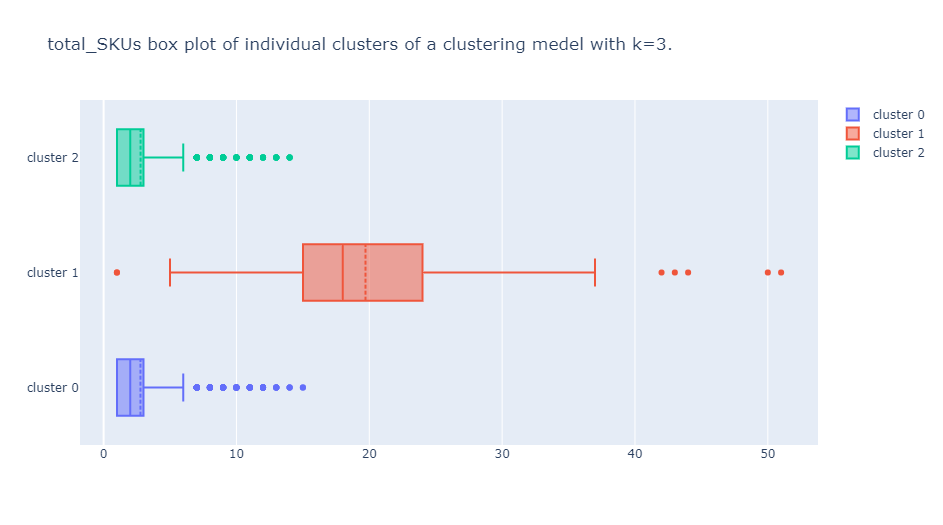 total_SKUs box plot of individual clusters of a clustering medel with k=3.
cluster 0
cluster 1
cluster 2
cluster 2
cluster 1
cluster 0
0 10 20 30 40 50